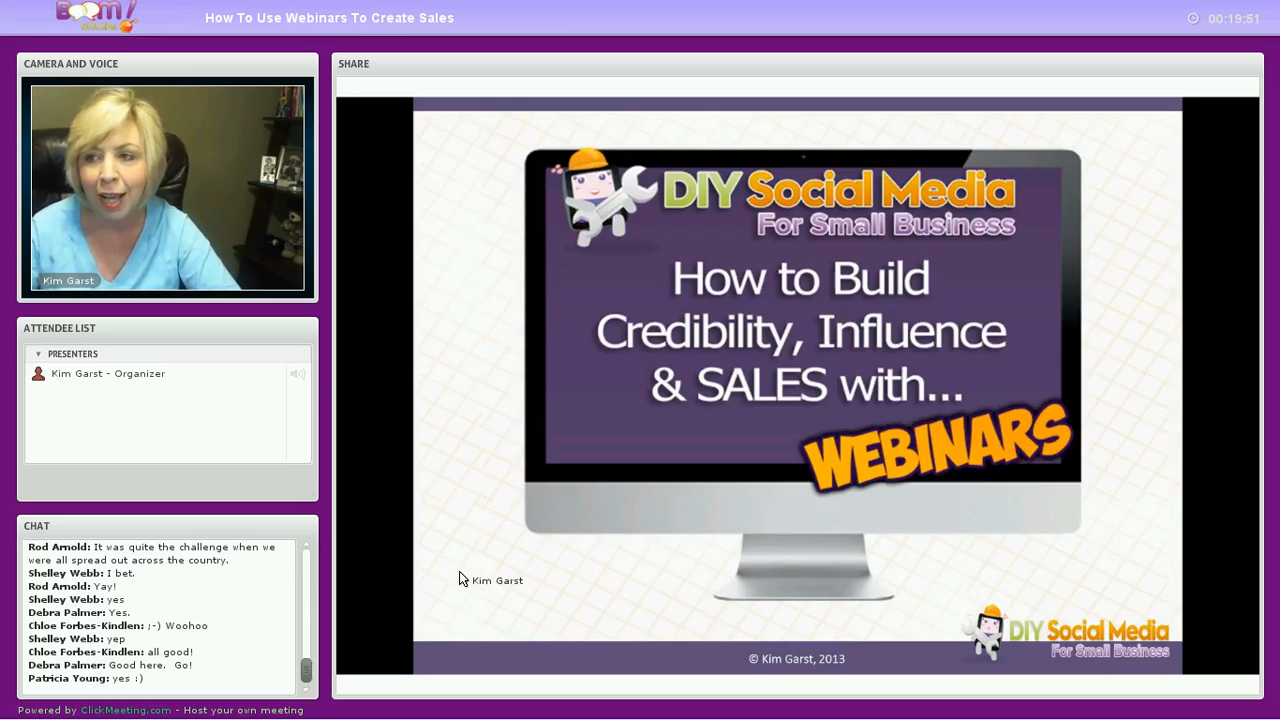 BOOM!
SOCIAL
How To Use Webinars To Create Sales
00:19:51
CAMERA AND VOICE
Kim Garst
ATTENDEE LIST
PRESENTERS
Kim Garst - Organizer
CHAT
Rod Arnold: It was quite the challenge when we
were all spread out across the country.
Shelley Webb: I bet.
Rod Arnold: Yay!
Shelley Webb: yes
Debra Palmer: Yes.
Chloe Forbes-Kindlen: ;-) Woohoo
Shelley Webb: yep
Chloe Forbes-Kindlen: all good!
Debra Palmer: Good here. Go!
Patricia Young: yes :)
Powered by ClickMeeting.com - Host your own meeting
SHARE
DIY Social Media
For Small Business
How to Build
Credibility, Influence
& SALES with...
WEBINARS
Kim Garst
DIY Social Media
For Small Business
© Kim Garst, 2013